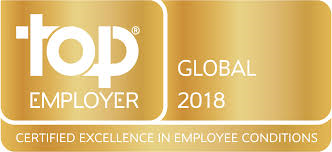 top®
EMPLOYER
GLOBAL
2018
CERTIFIED EXCELLENCE IN EMPLOYEE CONDITIONS